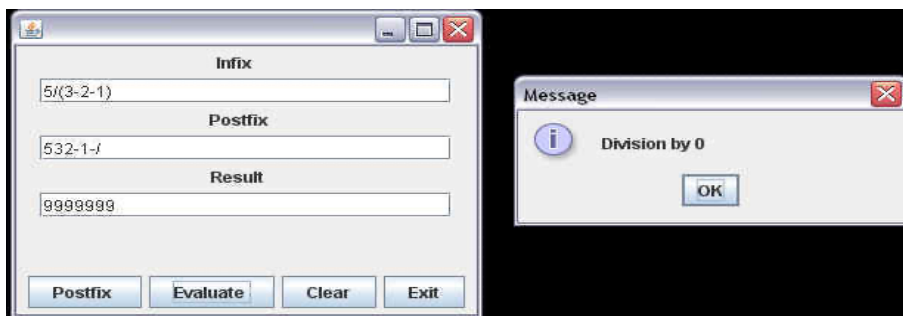 Infix
5/(3-2-1)
Postfix
532-1-/
Result
9999999
Postfix Evaluate Clear Exit
Message
Division by 0
OK